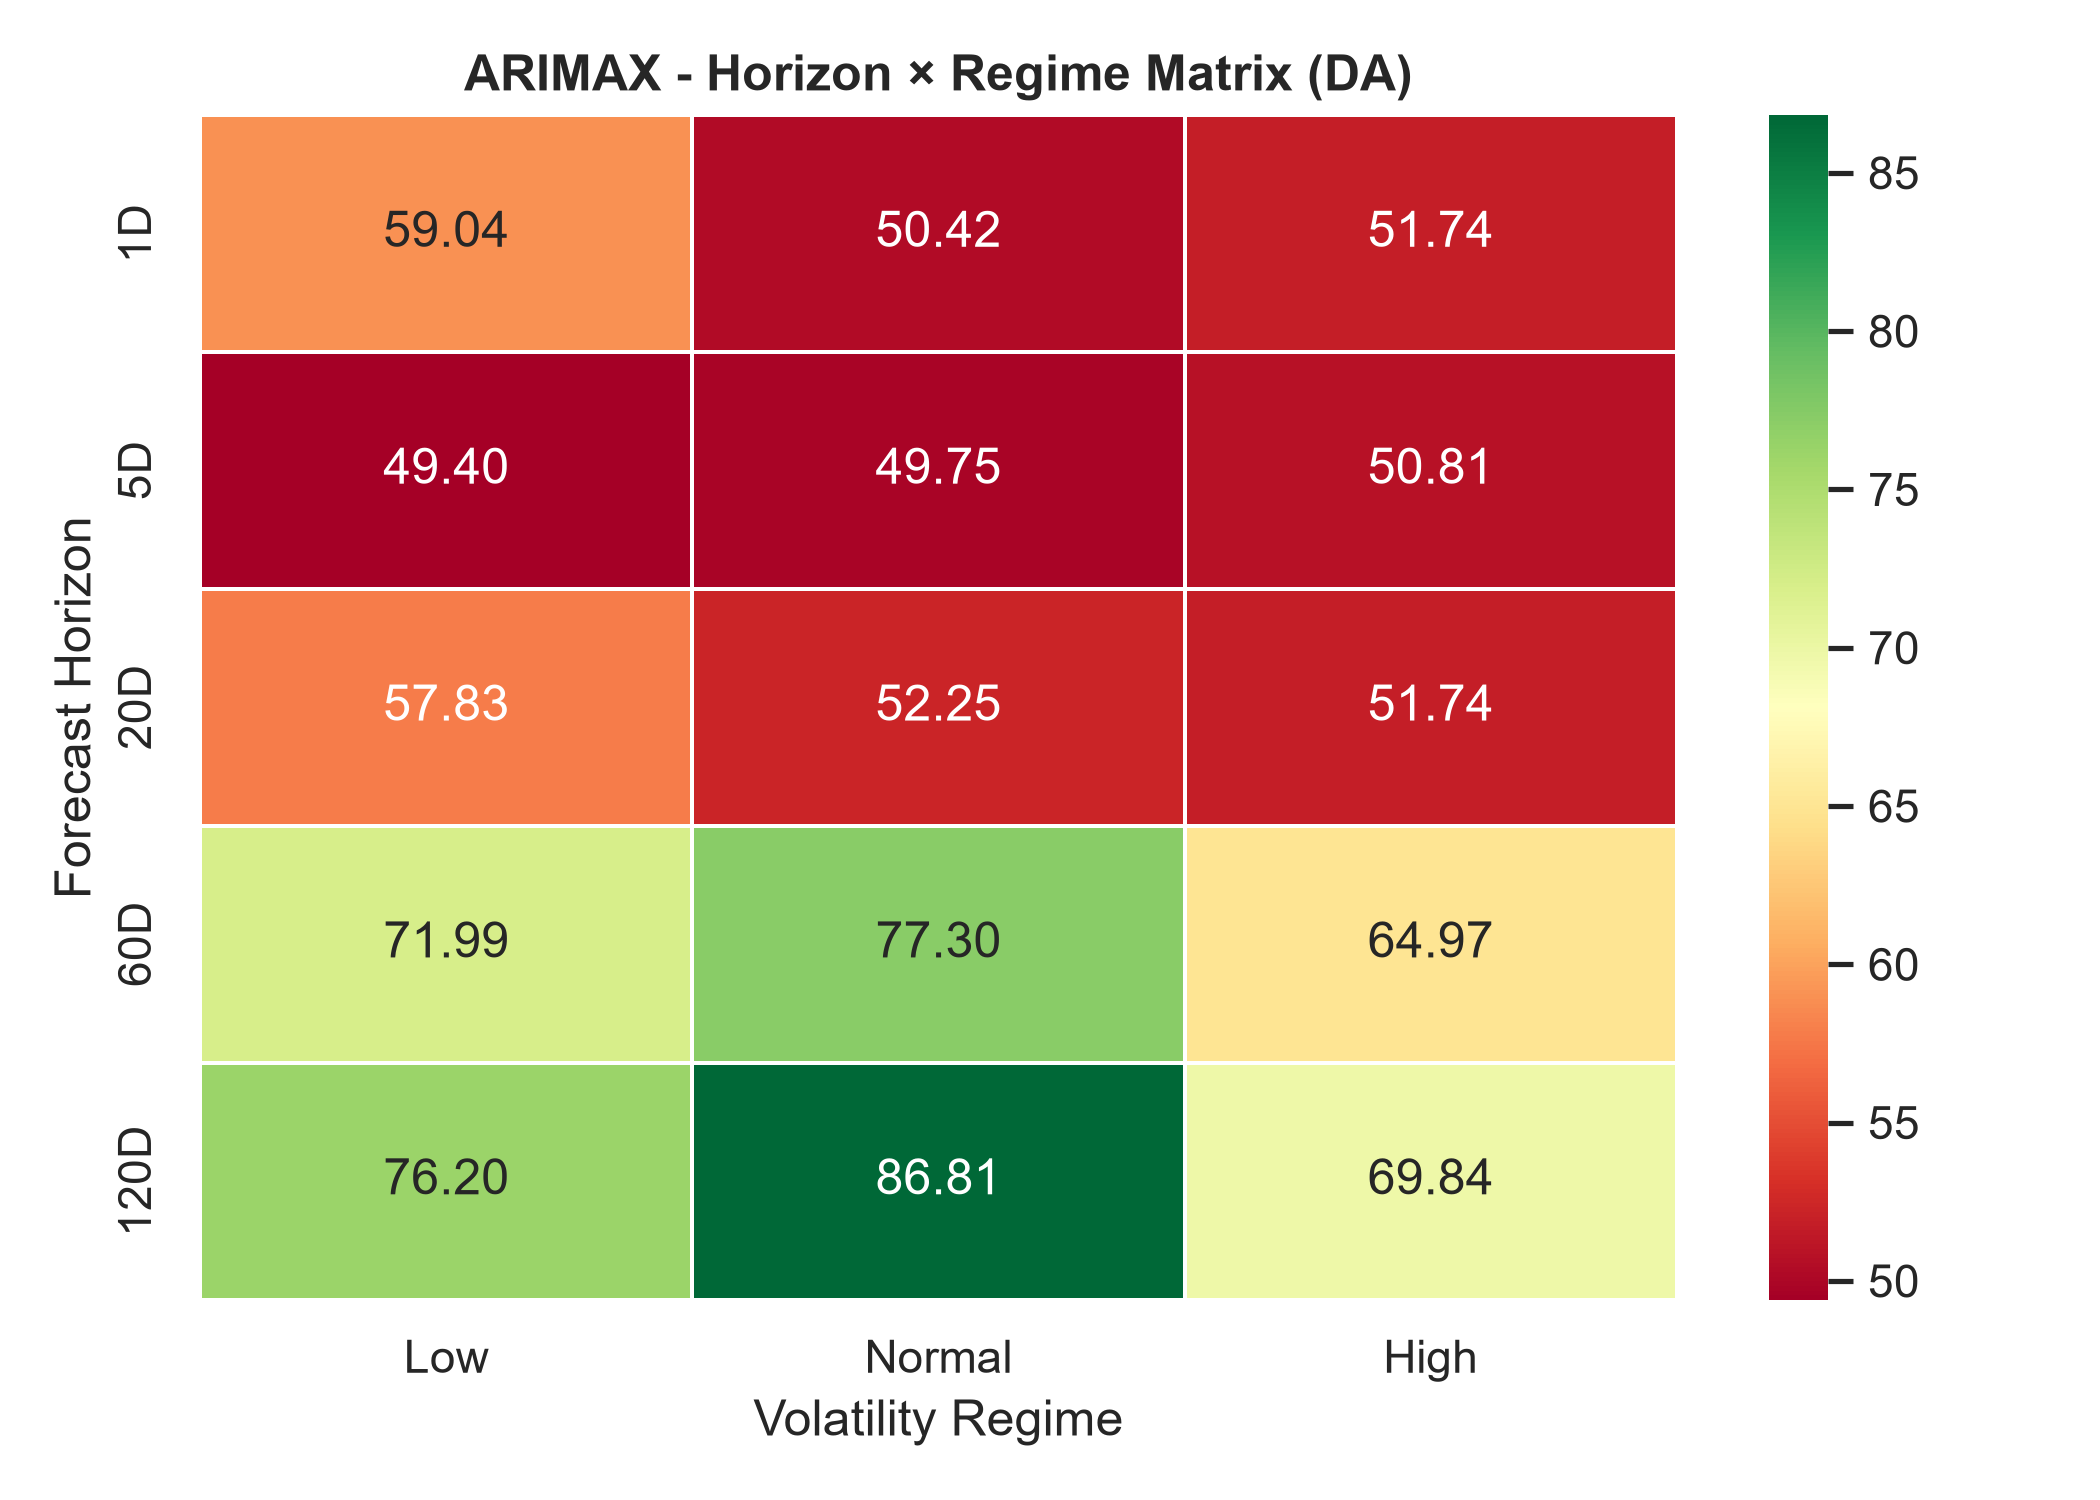 ARIMAX - Horizon × Regime Matrix (DA)
Forecast Horizon
1D 59.04 50.42 51.74
5D 49.40 49.75 50.81
20D 57.83 52.25 51.74
60D 71.99 77.30 64.97
120D 76.20 86.81 69.84
Low Normal High
Volatility Regime
85
80
75
70
65
60
55
50